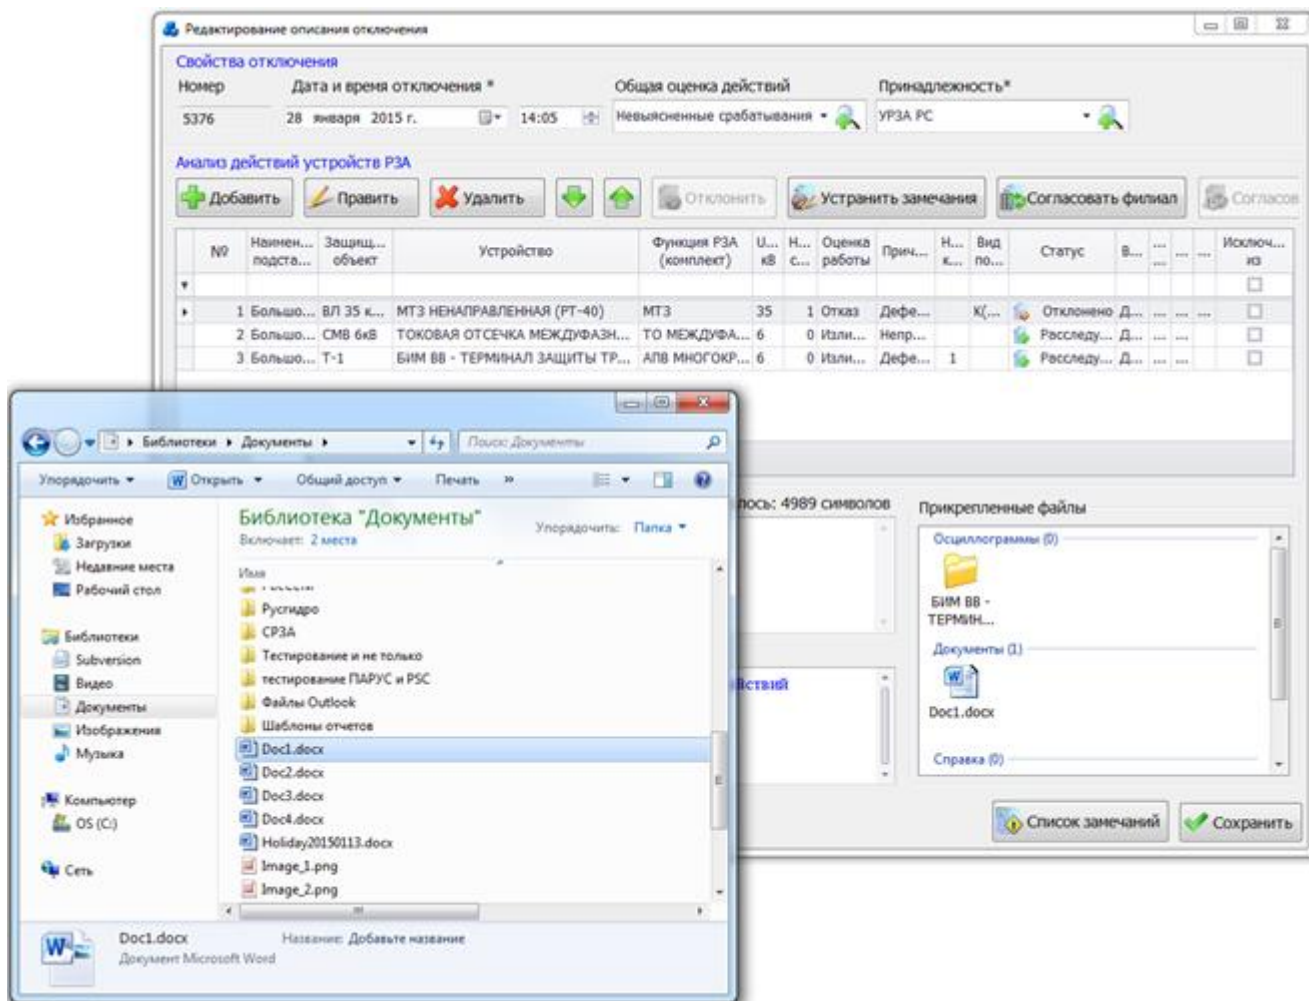 Редактирование описания отключения
Свойства отключения
Номер Дата и время отключения * Общая оценка действий Принадлежность*
5376 28 января 2015 г. 14:05 Невыясненные срабатывания УРЗА РС
Анализ действий устройств РЗА
Добавить Править Удалить Отклонить Устранить замечания Согласовать филиал Согласов
№ Наимен... подста... Защищ... объект Устройство Функция РЗА (комплект) U... кВ Н... с... Оценка работы Прич... Н... к... Вид по... Статус В... ... ... ... ... Исключ... из
1 Большо... ВЛ 35 к... МТЗ НЕНАПРАВЛЕННАЯ (РТ-40) МТЗ 35 1 Отказ Дефе... К(... Отклонено Д... ... ... ...
2 Большо... СМВ 6кВ ТОКОВАЯ ОТСЕЧКА МЕЖДУФАЗН... ТО МЕЖДУФА... 6 0 Изли... Непр... Расследу... Д... ... ...
3 Большо... Т-1 БИМ ВВ - ТЕРМИНАЛ ЗАЩИТЫ ТР... АПВ МНОГОКР... 6 0 Изли... Дефе... 1 Расследу... Д... ... ...
Библиотеки Документы Поиск: Документы
Упорядочить Открыть Общий доступ Печать »
Избранное
Загрузки
Недавние места
Рабочий стол
Библиотеки
Subversion
Видео
Документы
Изображения
Музыка
Компьютер
OS (C:)
Сеть
Библиотека "Документы"
Включает: 2 места
Упорядочить: Папка
Имя
Русгидро
СРЗА
Тестирование и не только
тестирование ПАРУС и PSC
Файлы Outlook
Шаблоны отчетов
Doc1.docx
Doc2.docx
Doc3.docx
Doc4.docx
Holiday20150113.docx
Image_1.png
Image_2.png
Doc1.docx Название: Добавьте название
Документ Microsoft Word
лось: 4989 символов
йствий
Прикрепленные файлы
Осциллограммы (0)
БИМ ВВ -
ТЕРМИН...
Документы (1)
Doc1.docx
Справка (0)
Список замечаний Сохранить